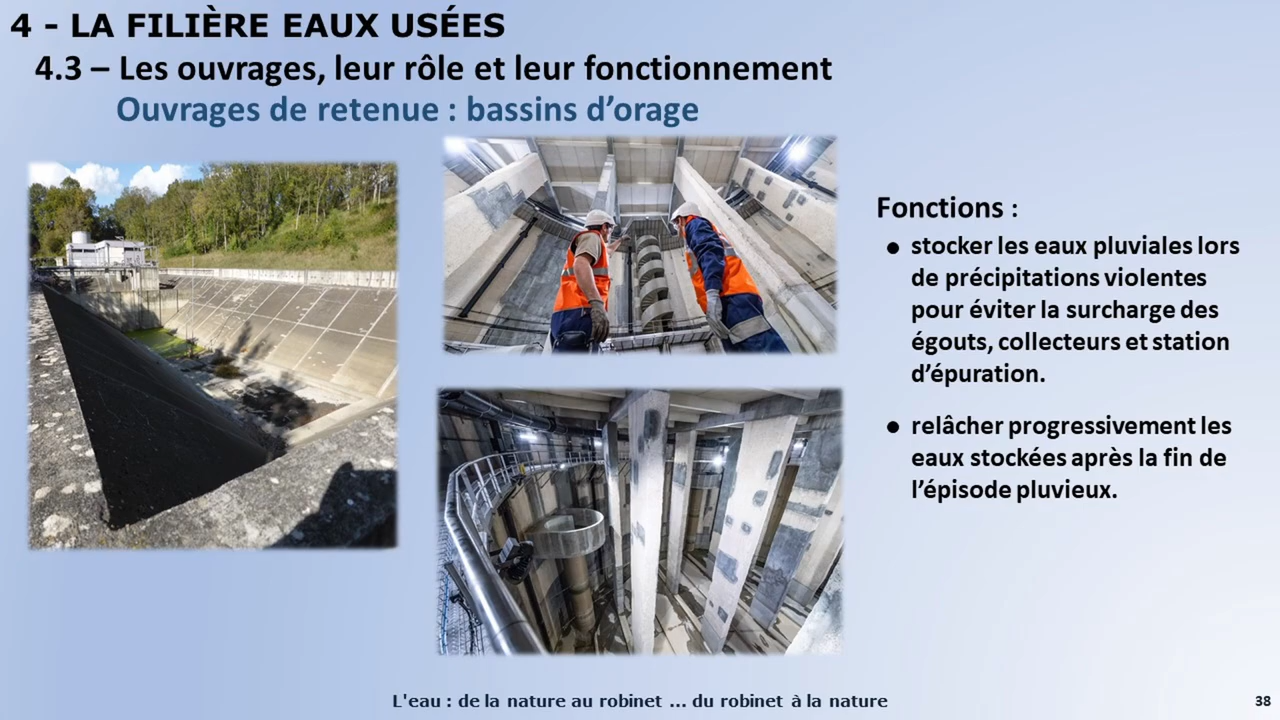 4 - LA FILIÈRE EAUX USÉES
4.3 – Les ouvrages, leur rôle et leur fonctionnement
Ouvrages de retenue : bassins d’orage
Fonctions :
● stocker les eaux pluviales lors
de précipitations violentes
pour éviter la surcharge des
égouts, collecteurs et station
d’épuration.
● relâcher progressivement les
eaux stockées après la fin de
l’épisode pluvieux.
L'eau : de la nature au robinet ... du robinet à la nature
38